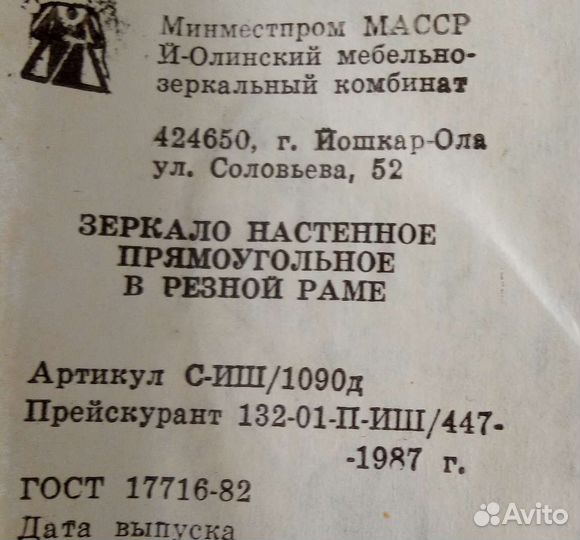 Минместпром МАССР
Й-Олинский мебельно-
зеркальный комбинат
424650, г. Йошкар-Ола
ул. Соловьева, 52
ЗЕРКАЛО НАСТЕННОЕ
ПРЯМОУГОЛЬНОЕ
В РЕЗНОЙ РАМЕ
Артикул С-ИШ/1090д
Прейскурант 132-01-П-ИШ/447-
-1987 г.
ГОСТ 17716-82
Дата выпуска
Avito